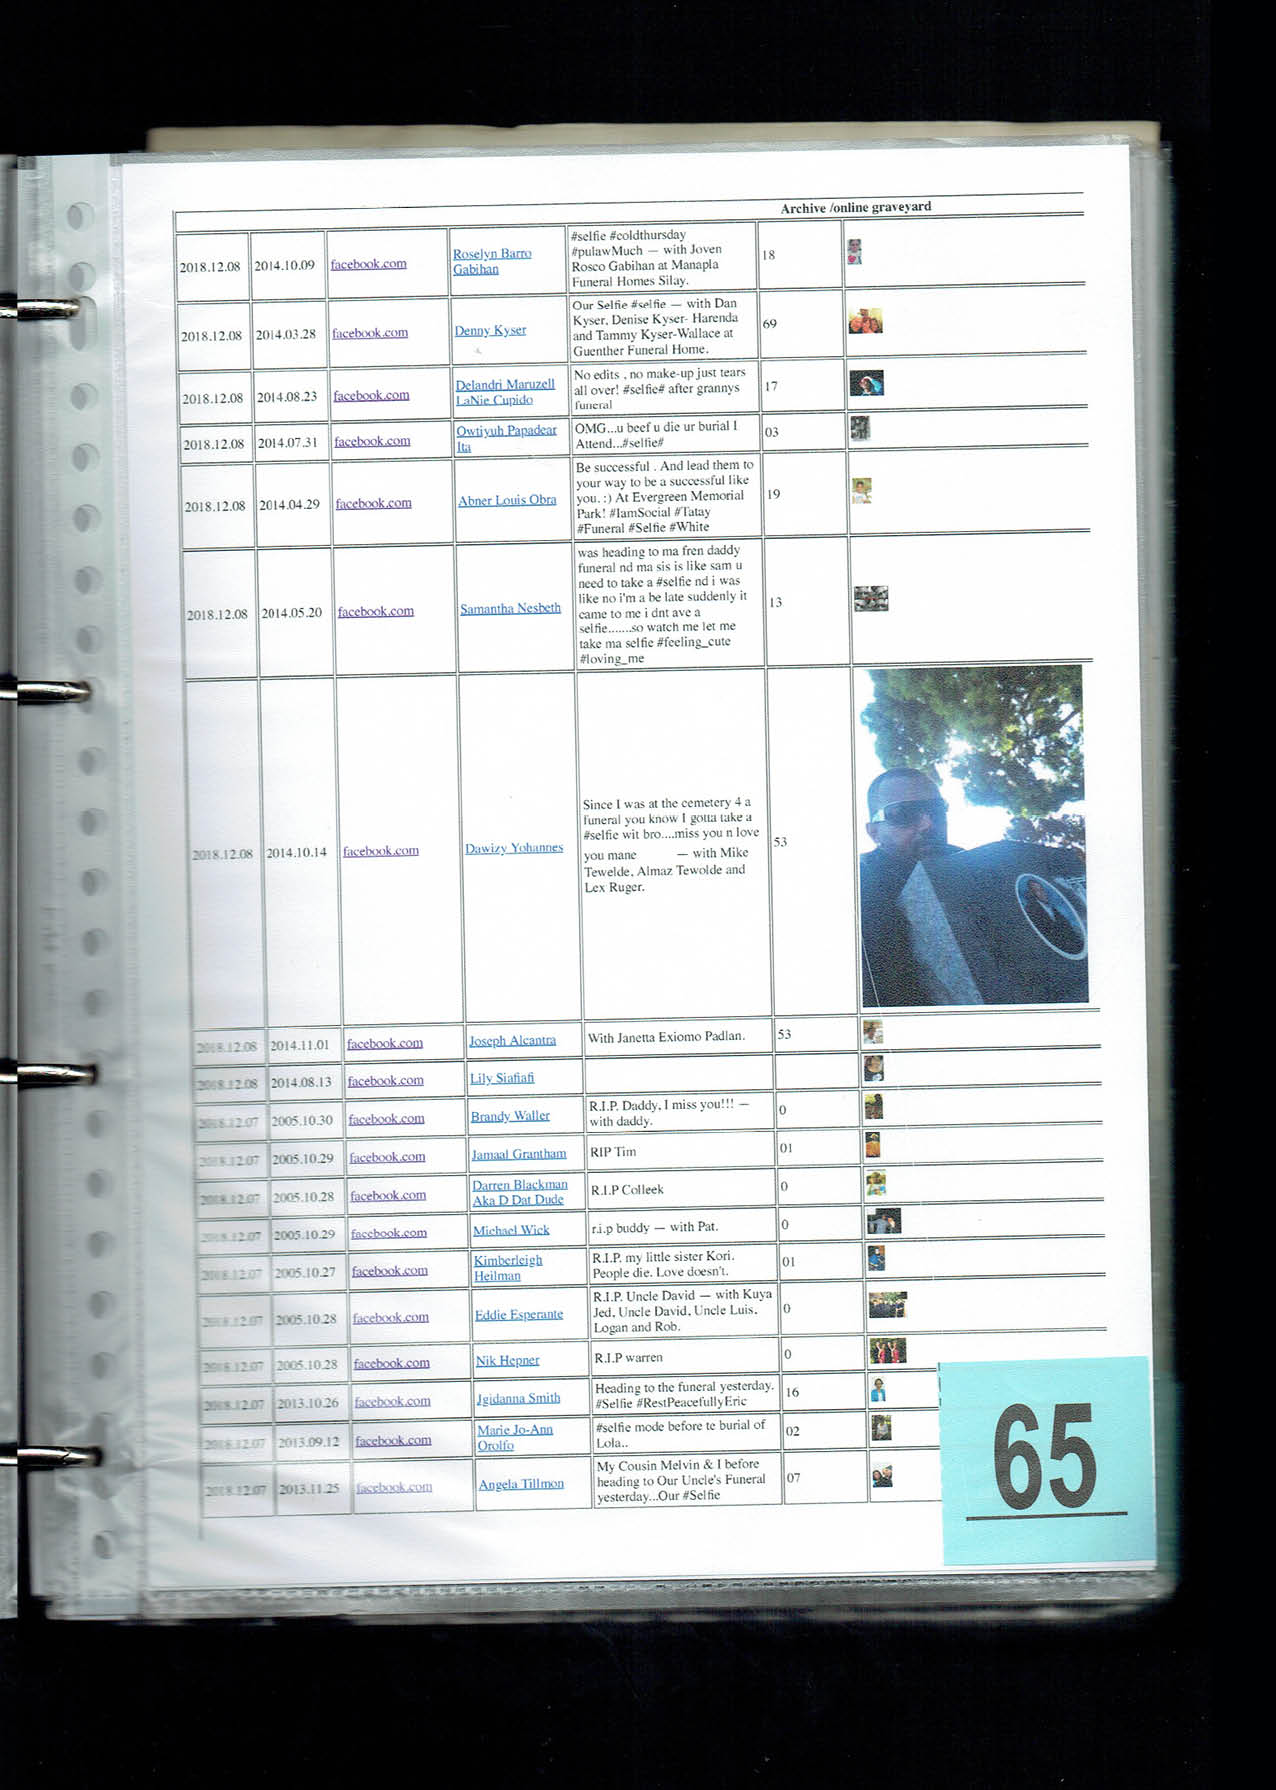 Archive /online graveyard
2018.12.08 2014.10.09 facebook.com Roselyn Barro Gabihan
#selfie #coldthursday
#pulawMuch — with Joven
Rosco Gabihan at Manapla
Funeral Homes Silay.
18
2018.12.08 2014.03.28 facebook.com Denny Kyser
Our Selfie #selfie — with Dan
Kyser, Denise Kyser- Harenda
and Tammy Kyser-Wallace at
Guenther Funeral Home.
69
2018.12.08 2014.08.23 facebook.com Delandri Maruzell LaNie Cupido
No edits , no make-up just tears
all over! #selfie# after grannys
funeral
17
2018.12.08 2014.07.31 facebook.com Owtiyuh Papadear Ita
OMG...u beef u die ur burial I
Attend...#selfie#
03
2018.12.08 2014.04.29 facebook.com Abner Louis Obra
Be successful . And lead them to
your way to be a successful like
you. :) At Evergreen Memorial
Park! #IamSocial #Tatay
#Funeral #Selfie #White
19
2018.12.08 2014.05.20 facebook.com Samantha Nesbeth
was heading to ma fren daddy
funeral nd ma sis is like sam u
need to take a #selfie nd i was
like no i'm a be late suddenly it
came to me i dnt ave a
selfie.......so watch me let me
take ma selfie #feeling_cute
#loving_me
13
2018.12.08 2014.10.14 facebook.com Dawizy Yohannes
Since I was at the cemetery 4 a
funeral you know I gotta take a
#selfie wit bro....miss you n love
you mane — with Mike
Tewelde, Almaz Tewolde and
Lex Ruger.
53
2018.12.08 2014.11.01 facebook.com Joseph Alcantra With Janetta Exiomo Padlan. 53
2018.12.08 2014.08.13 facebook.com Lily Siafiafi
2018.12.07 2005.10.30 facebook.com Brandy Waller
R.I.P. Daddy, I miss you!!! —
with daddy.
0
2018.12.07 2005.10.29 facebook.com Jamaal Grantham RIP Tim 01
2018.12.07 2005.10.28 facebook.com Darren Blackman Aka D Dat Dude R.I.P Colleek 0
2018.12.07 2005.10.29 facebook.com Michael Wick r.i.p buddy — with Pat. 0
2018.12.07 2005.10.27 facebook.com Kimberleigh Heilman
R.I.P. my little sister Kori.
People die. Love doesn't.
01
2018.12.07 2005.10.28 facebook.com Eddie Esperante
R.I.P. Uncle David — with Kuya
Jed, Uncle David, Uncle Luis,
Logan and Rob.
0
2018.12.07 2005.10.28 facebook.com Nik Hepner R.I.P warren 0
2018.12.07 2013.10.26 facebook.com Jgidanna Smith
Heading to the funeral yesterday.
#Selfie #RestPeacefullyEric
16
2018.12.07 2013.09.12 facebook.com Marie Jo-Ann Orolfo
#selfie mode before te burial of
Lola..
02
2018.12.07 2013.11.25 facebook.com Angela Tillmon
My Cousin Melvin & I before
heading to Our Uncle's Funeral
yesterday...Our #Selfie
07
65